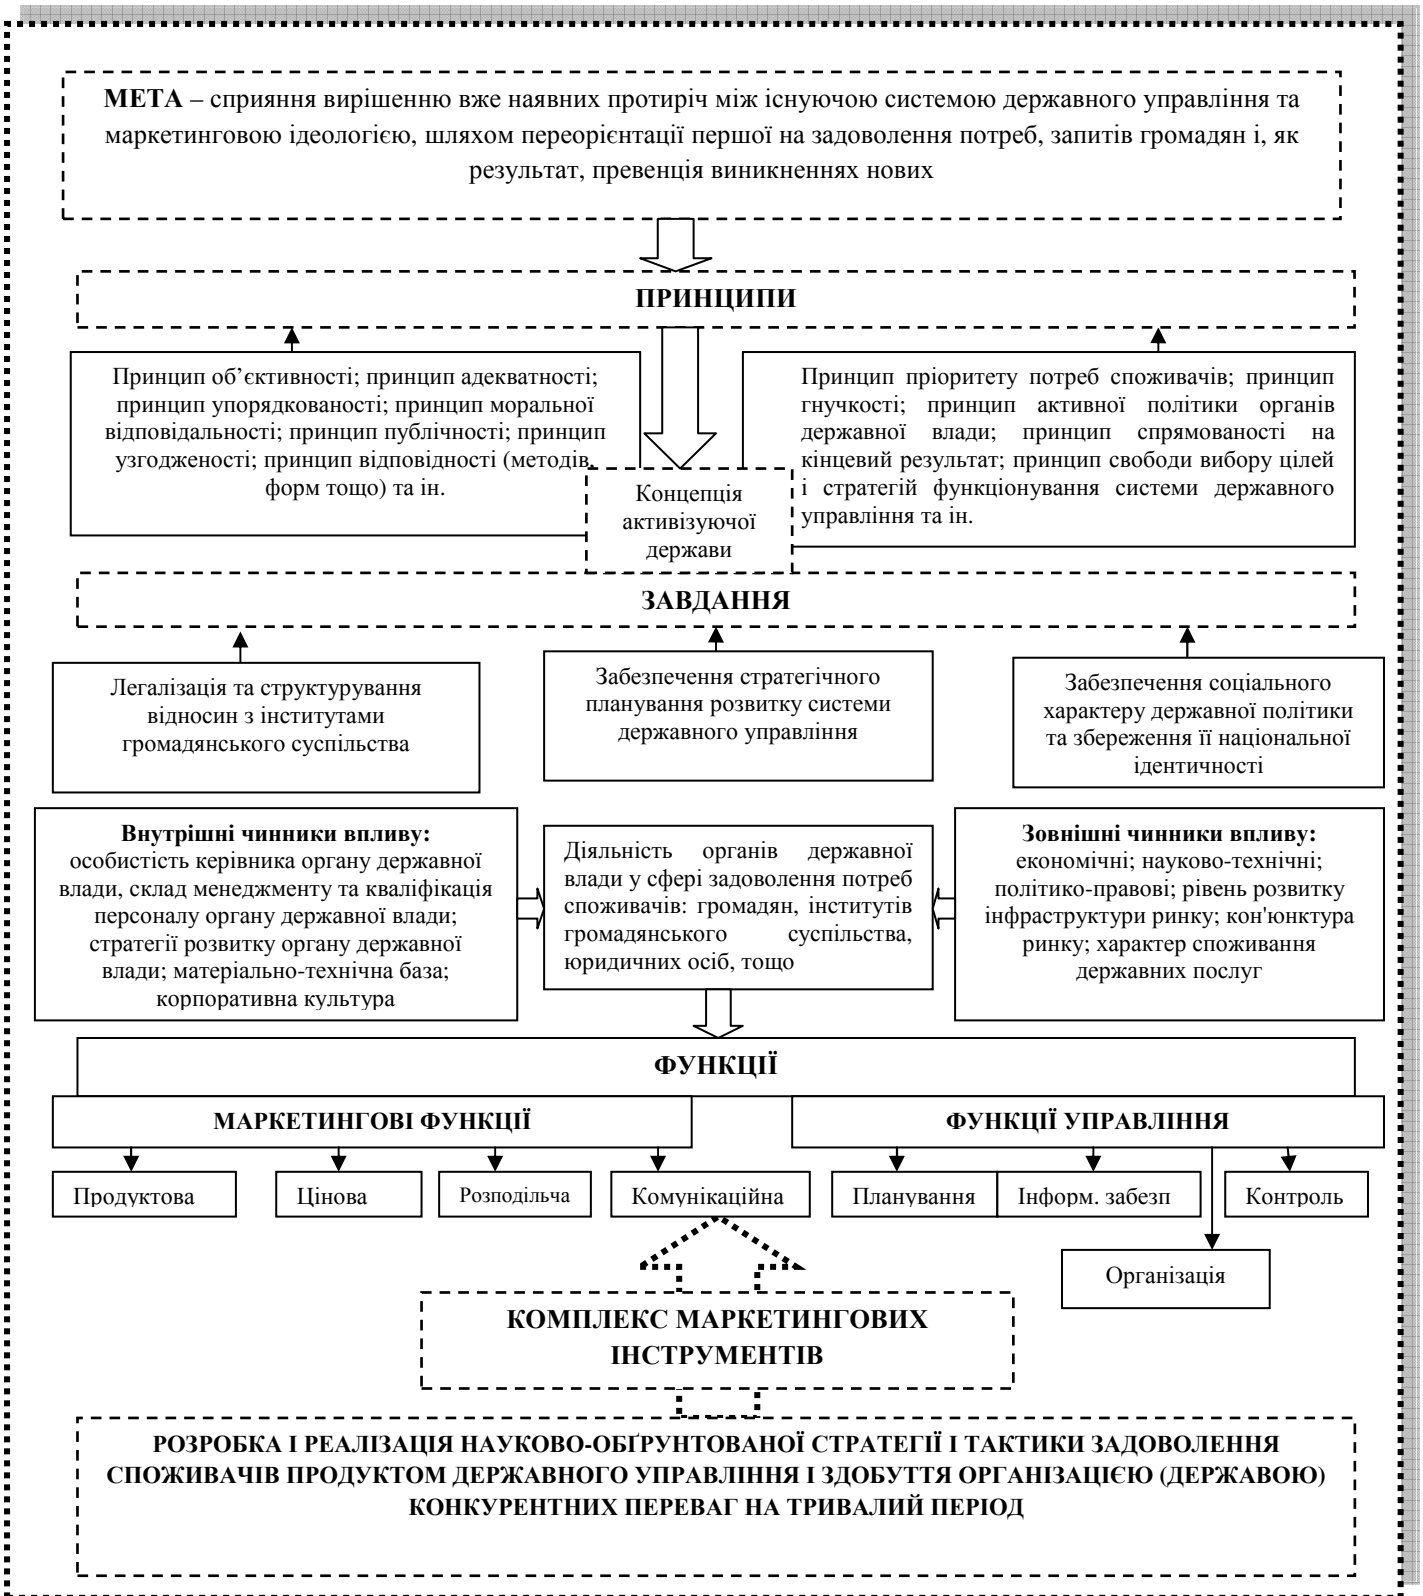 МЕТА – сприяння вирішенню вже наявних протиріч між існуючою системою державного управління та
маркетинговою ідеологією, шляхом переорієнтації першої на задоволення потреб, запитів громадян і, як
результат, превенція виникненнях нових
ПРИНЦИПИ
Принцип об’єктивності; принцип адекватності;
принцип упорядкованості; принцип моральної
відповідальності; принцип публічності; принцип
узгодженості; принцип відповідності (методів,
форм тощо) та ін.
Принцип пріоритету потреб споживачів; принцип
гнучкості; принцип активної політики органів
державної влади; принцип спрямованості на
кінцевий результат; принцип свободи вибору цілей
і стратегій функціонування системи державного
управління та ін.
Концепція
активізуючої
держави
ЗАВДАННЯ
Легалізація та структурування
відносин з інститутами
громадянського суспільства
Забезпечення стратегічного
планування розвитку системи
державного управління
Забезпечення соціального
характеру державної політики
та збереження її національної
ідентичності
Внутрішні чинники впливу:
особистість керівника органу державної
влади, склад менеджменту та кваліфікація
персоналу органу державної влади;
стратегії розвитку органу державної
влади; матеріально-технічна база;
корпоративна культура
Діяльність органів державної
влади у сфері задоволення потреб
споживачів: громадян, інститутів
громадянського суспільства,
юридичних осіб, тощо
Зовнішні чинники впливу:
економічні; науково-технічні;
політико-правові; рівень розвитку
інфраструктури ринку; кон'юнктура
ринку; характер споживання
державних послуг
ФУНКЦІЇ
МАРКЕТИНГОВІ ФУНКЦІЇ
ФУНКЦІЇ УПРАВЛІННЯ
Продуктова
Цінова
Розподільча
Комунікаційна
Планування
Інформ. забезп
Контроль
Організація
КОМПЛЕКС МАРКЕТИНГОВИХ
ІНСТРУМЕНТІВ
РОЗРОБКА І РЕАЛІЗАЦІЯ НАУКОВО-ОБҐРУНТОВАНОЇ СТРАТЕГІЇ І ТАКТИКИ ЗАДОВОЛЕННЯ
СПОЖИВАЧІВ ПРОДУКТОМ ДЕРЖАВНОГО УПРАВЛІННЯ І ЗДОБУТТЯ ОРГАНІЗАЦІЄЮ (ДЕРЖАВОЮ)
КОНКУРЕНТНИХ ПЕРЕВАГ НА ТРИВАЛИЙ ПЕРІОД